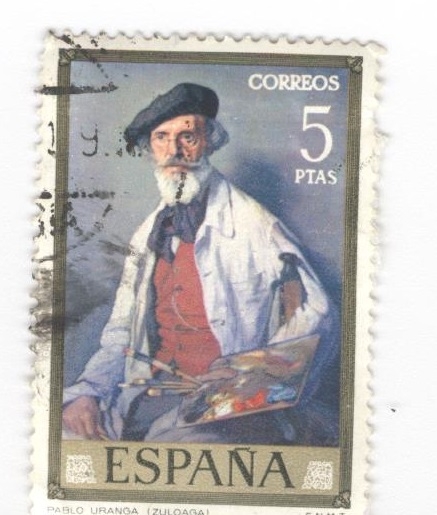 CORREOS
5
PTAS
ESPAÑA
PABLO URANGA (ZULOAGA)